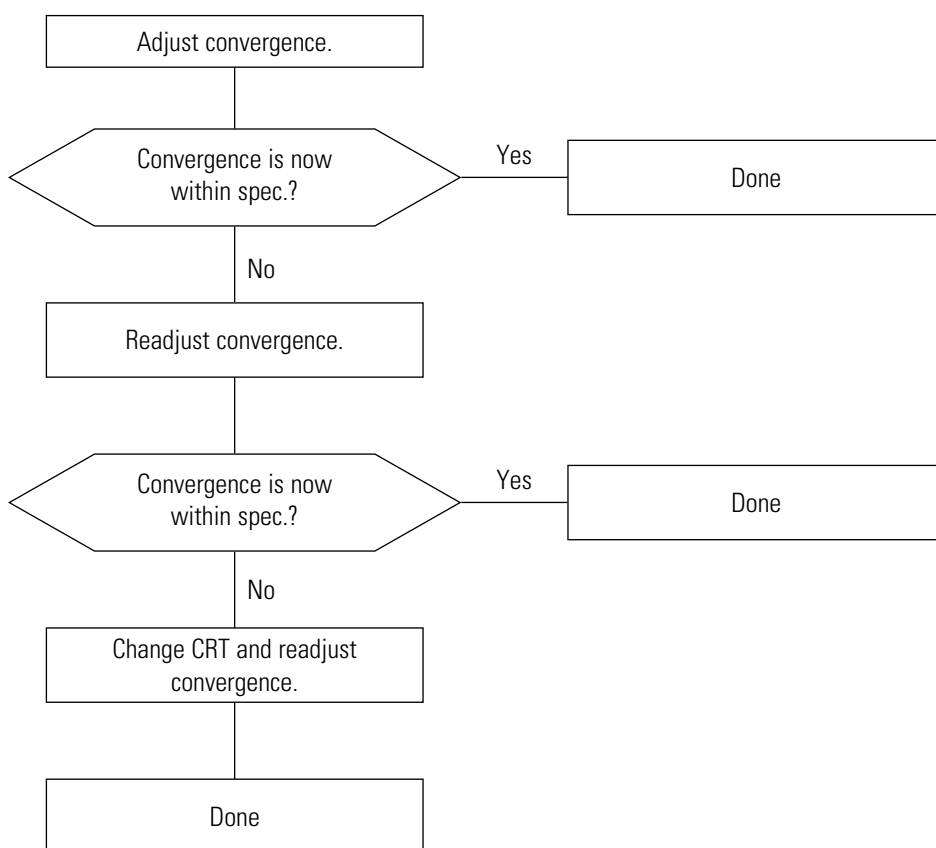 Adjust convergence.
Convergence is now
within spec.?
Yes
Done
No
Readjust convergence.
Convergence is now
within spec.?
Yes
Done
No
Change CRT and readjust
convergence.
Done